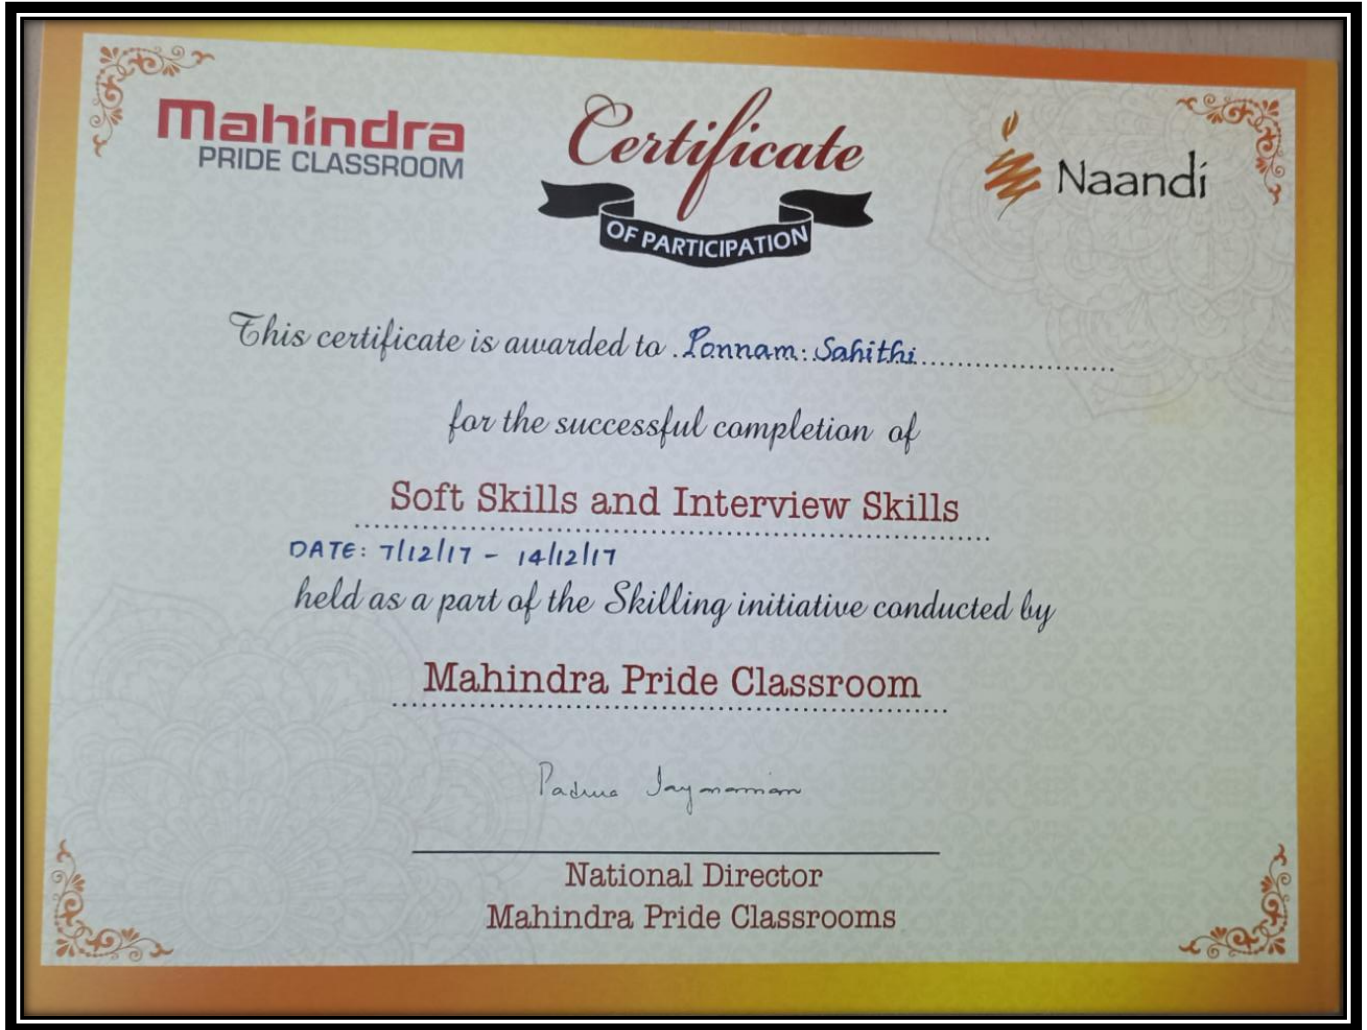 Mahindra
PRIDE CLASSROOM
Certificate
OF PARTICIPATION
Naandi
This certificate is awarded to Ponnam. Sahithi
for the successful completion of
Soft Skills and Interview Skills
DATE: 7/12/17 - 14/12/17
held as a part of the Skilling initiative conducted by
Mahindra Pride Classroom
National Director
Mahindra Pride Classrooms